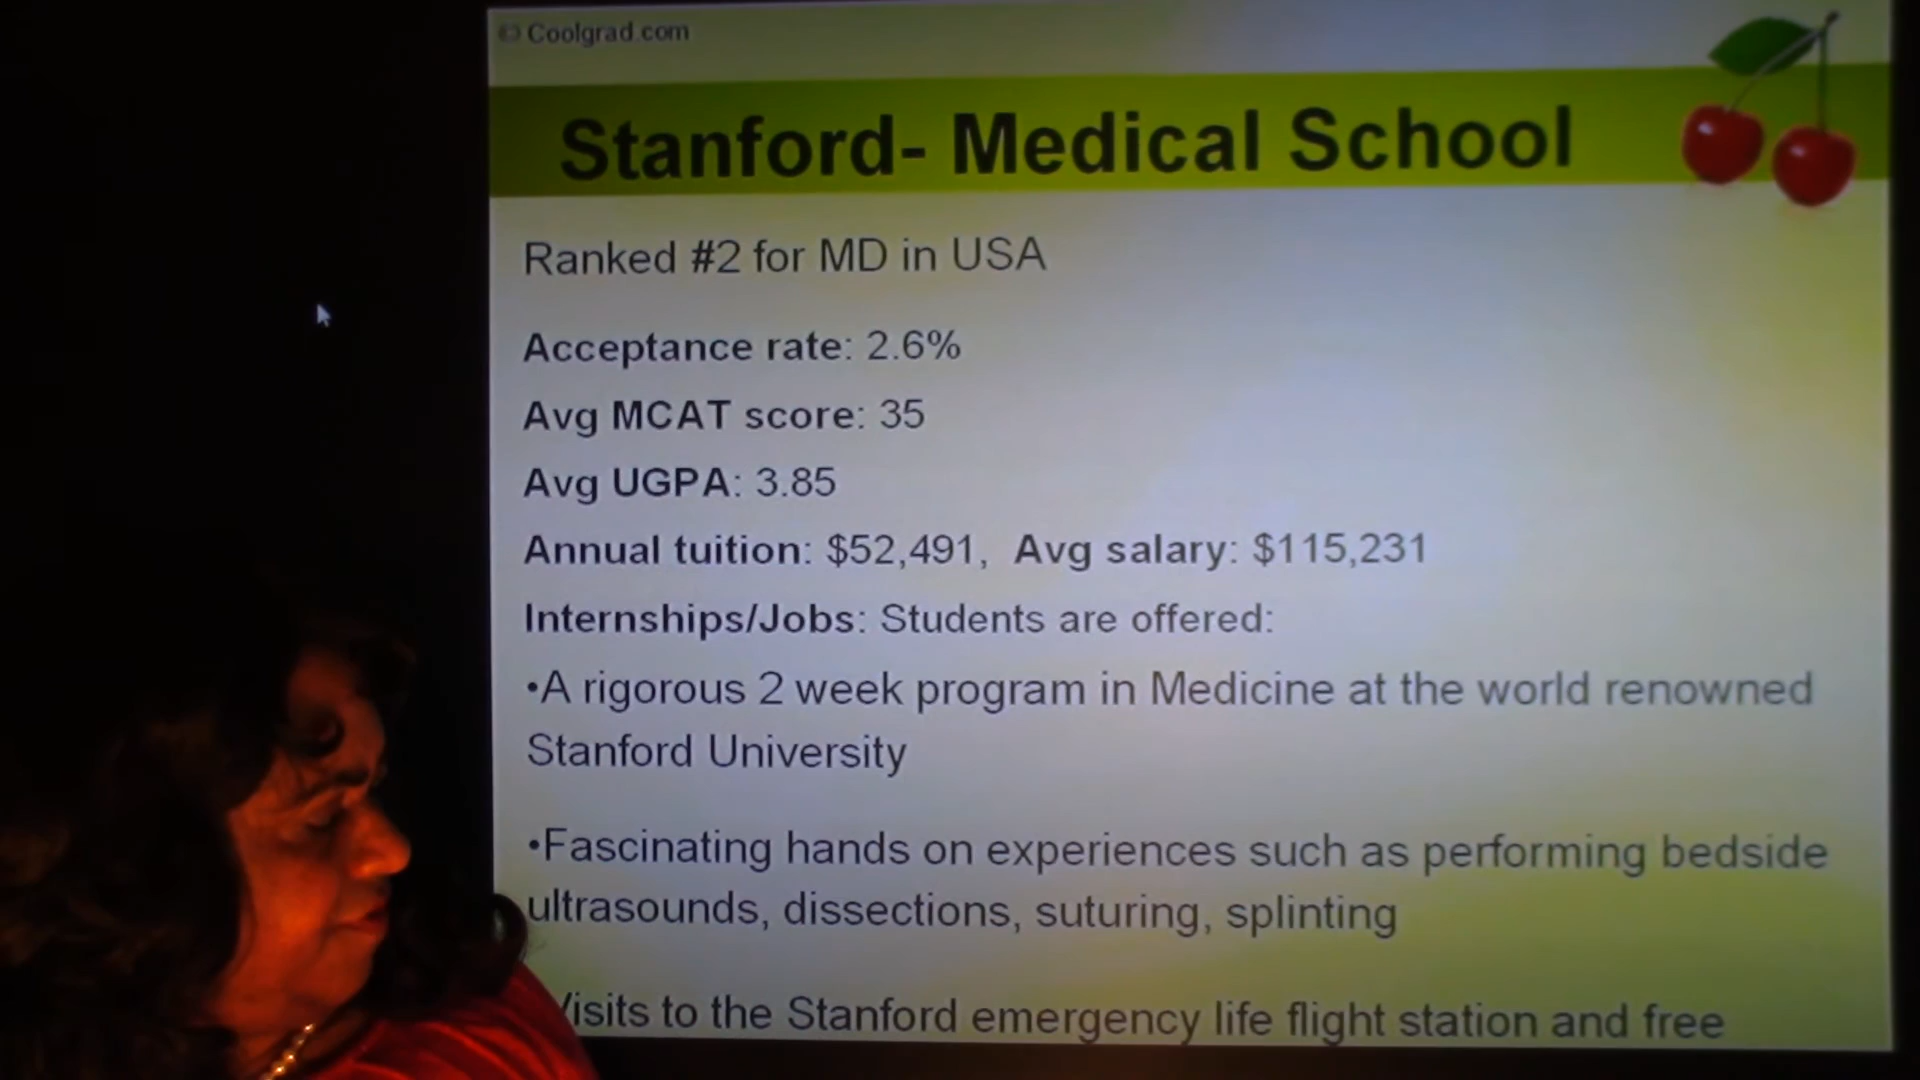 © Coolgrad.com
Stanford- Medical School
Ranked #2 for MD in USA
Acceptance rate: 2.6%
Avg MCAT score: 35
Avg UGPA: 3.85
Annual tuition: $52,491, Avg salary: $115,231
Internships/Jobs: Students are offered:
•A rigorous 2 week program in Medicine at the world renowned
Stanford University
•Fascinating hands on experiences such as performing bedside
ultrasounds, dissections, suturing, splinting
Visits to the Stanford emergency life flight station and free